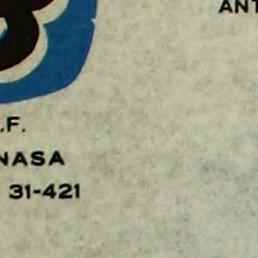 ANT
.F.
NASA
31-421